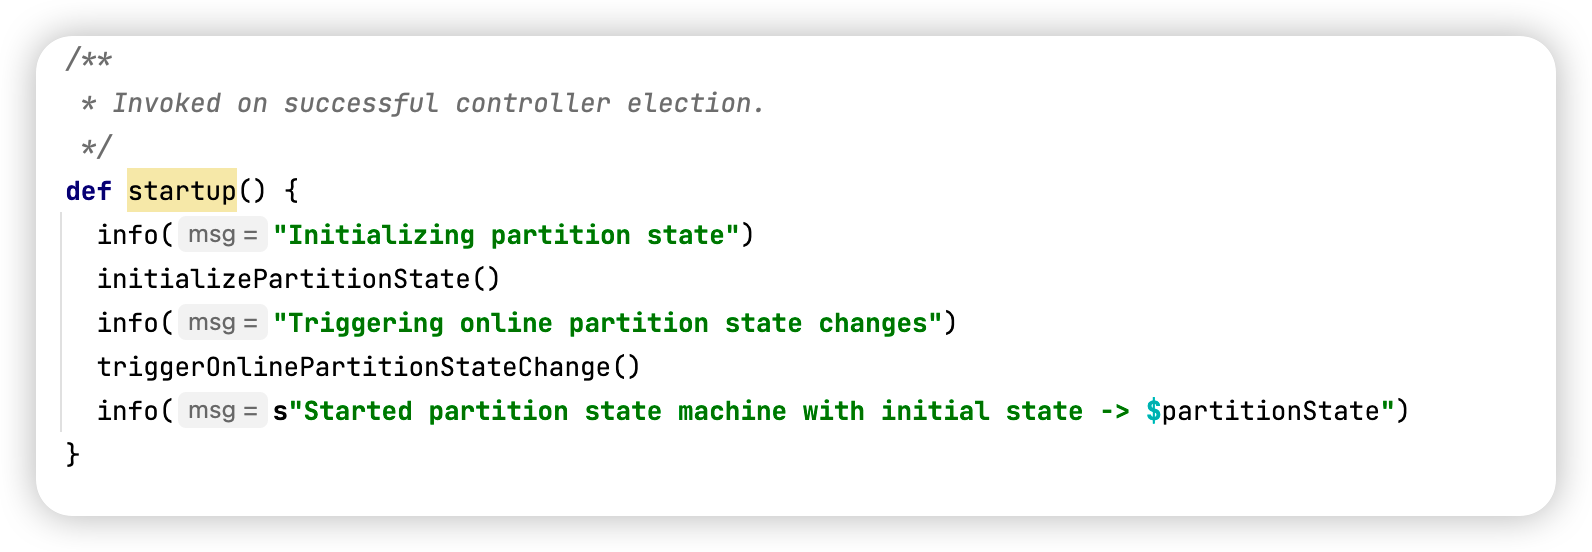 /**
 * Invoked on successful controller election.
 */
def startup() {
  info( msg = "Initializing partition state")
  initializePartitionState()
  info( msg = "Triggering online partition state changes")
  triggerOnlinePartitionStateChange()
  info( msg = s"Started partition state machine with initial state -> $partitionState")
}